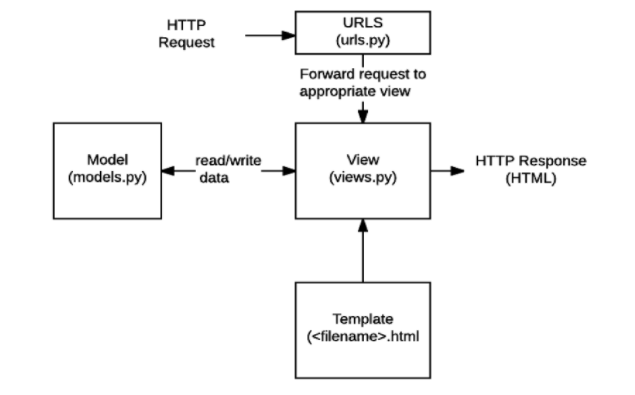 HTTP
Request
URLS
(urls.py)
Forward request to
appropriate view
Model
(models.py)
read/write
data
View
(views.py)
HTTP Response
(HTML)
Template
(<filename>.html